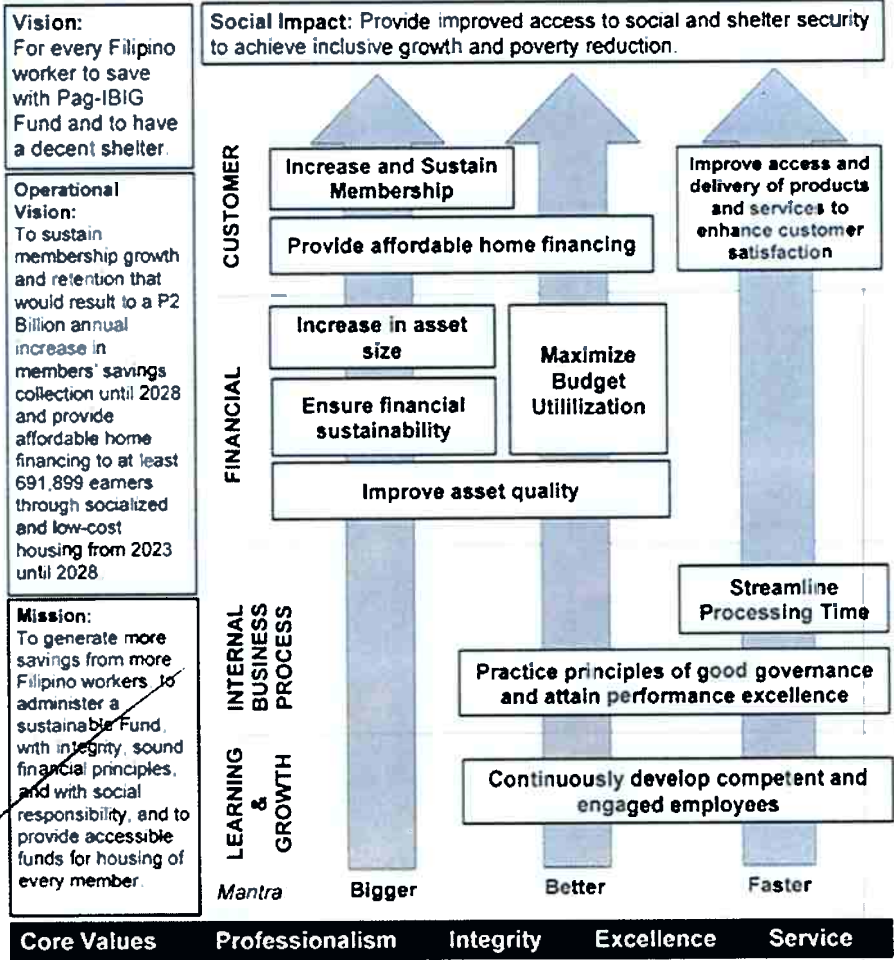 Vision:
For every Filipino
worker to save
with Pag-IBIG
Fund and to have
a decent shelter.
Operational
Vision:
To sustain
membership growth
and retention that
would result to a P2
Billion annual
increase in
members' savings
collection until 2028
and provide
affordable home
financing to at least
691,899 earners
through socialized
and low-cost
housing from 2023
until 2028
Mission:
To generate more
savings from more
Filipino workers, to
administer a
sustainable Fund,
with integrity, sound
financial principles,
and with social
responsibility, and to
provide accessible
funds for housing of
every member.
Social Impact: Provide improved access to social and shelter security
to achieve inclusive growth and poverty reduction.
CUSTOMER
Increase and Sustain
Membership
Provide affordable home financing
Improve access and
delivery of products
and services to
enhance customer
satisfaction
FINANCIAL
Increase in asset
size
Ensure financial
sustainability
Maximize
Budget
Utililization
Improve asset quality
INTERNAL
BUSINESS
PROCESS
Streamline
Processing Time
Practice principles of good governance
and attain performance excellence
LEARNING
&
GROWTH
Continuously develop competent and
engaged employees
Mantra Bigger Better Faster
Core Values Professionalism Integrity Excellence Service